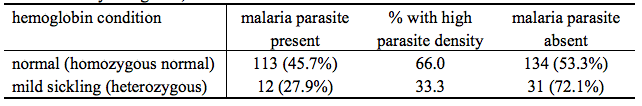 hemoglobin condition malaria parasite present % with high parasite density malaria parasite absent
normal (homozygous normal) 113 (45.7%) 66.0 134 (53.3%)
mild sickling (heterozygous) 12 (27.9%) 33.3 31 (72.1%)